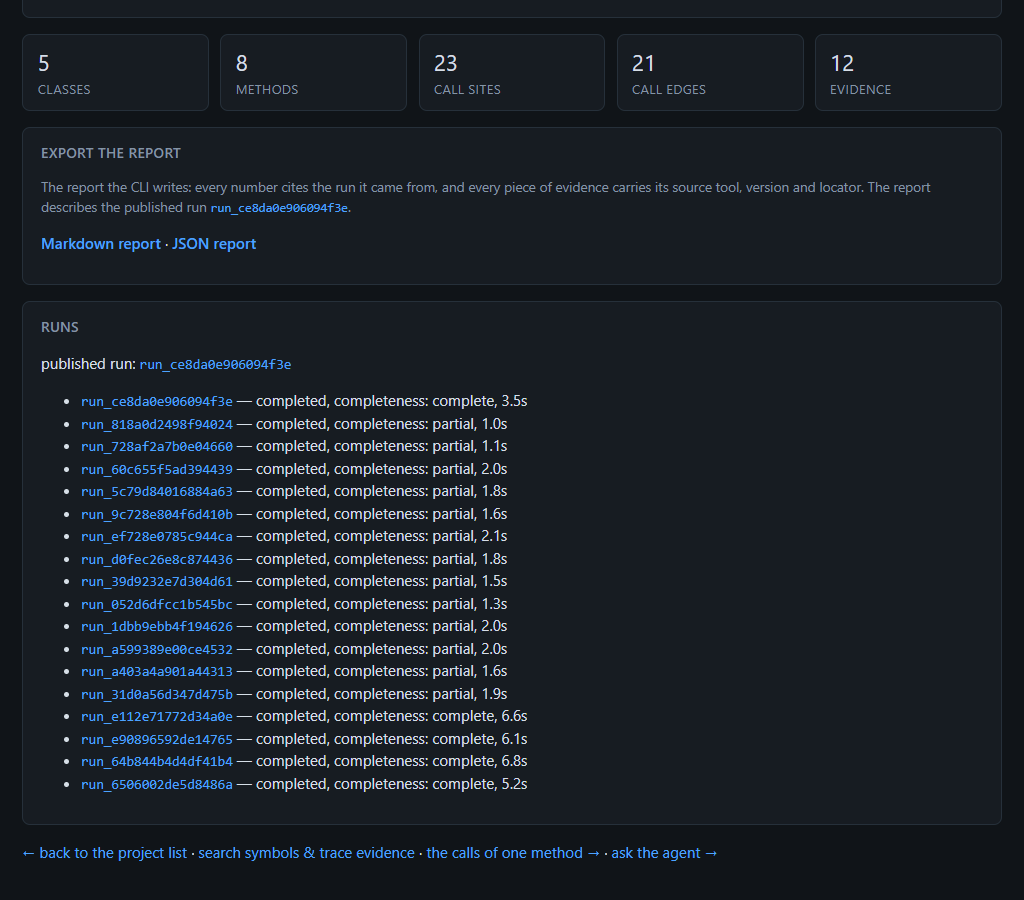 5
CLASSES
8
METHODS
23
CALL SITES
21
CALL EDGES
12
EVIDENCE
EXPORT THE REPORT
The report the CLI writes: every number cites the run it came from, and every piece of evidence carries its source tool, version and locator. The report
describes the published run run_ce8da0e906094f3e.
Markdown report · JSON report
RUNS
published run: run_ce8da0e906094f3e
• run_ce8da0e906094f3e — completed, completeness: complete, 3.5s
• run_818a0d2498f94024 — completed, completeness: partial, 1.0s
• run_728af2a7b0e04660 — completed, completeness: partial, 1.1s
• run_60c655f5ad394439 — completed, completeness: partial, 2.0s
• run_5c79d84016884a63 — completed, completeness: partial, 1.8s
• run_9c728e804f6d410b — completed, completeness: partial, 1.6s
• run_ef728e0785c944ca — completed, completeness: partial, 2.1s
• run_d0fec26e8c874436 — completed, completeness: partial, 1.8s
• run_39d9232e7d304d61 — completed, completeness: partial, 1.5s
• run_052d6dfcc1b545bc — completed, completeness: partial, 1.3s
• run_1dbb9ebb4f194626 — completed, completeness: partial, 2.0s
• run_a599389e00ce4532 — completed, completeness: partial, 2.0s
• run_a403a4a901a44313 — completed, completeness: partial, 1.6s
• run_31d0a56d347d475b — completed, completeness: partial, 1.9s
• run_e112e71772d34a0e — completed, completeness: complete, 6.6s
• run_e90896592de14765 — completed, completeness: complete, 6.1s
• run_64b844b4d4df41b4 — completed, completeness: complete, 6.8s
• run_6506002de5d8486a — completed, completeness: complete, 5.2s
← back to the project list · search symbols & trace evidence · the calls of one method → · ask the agent →